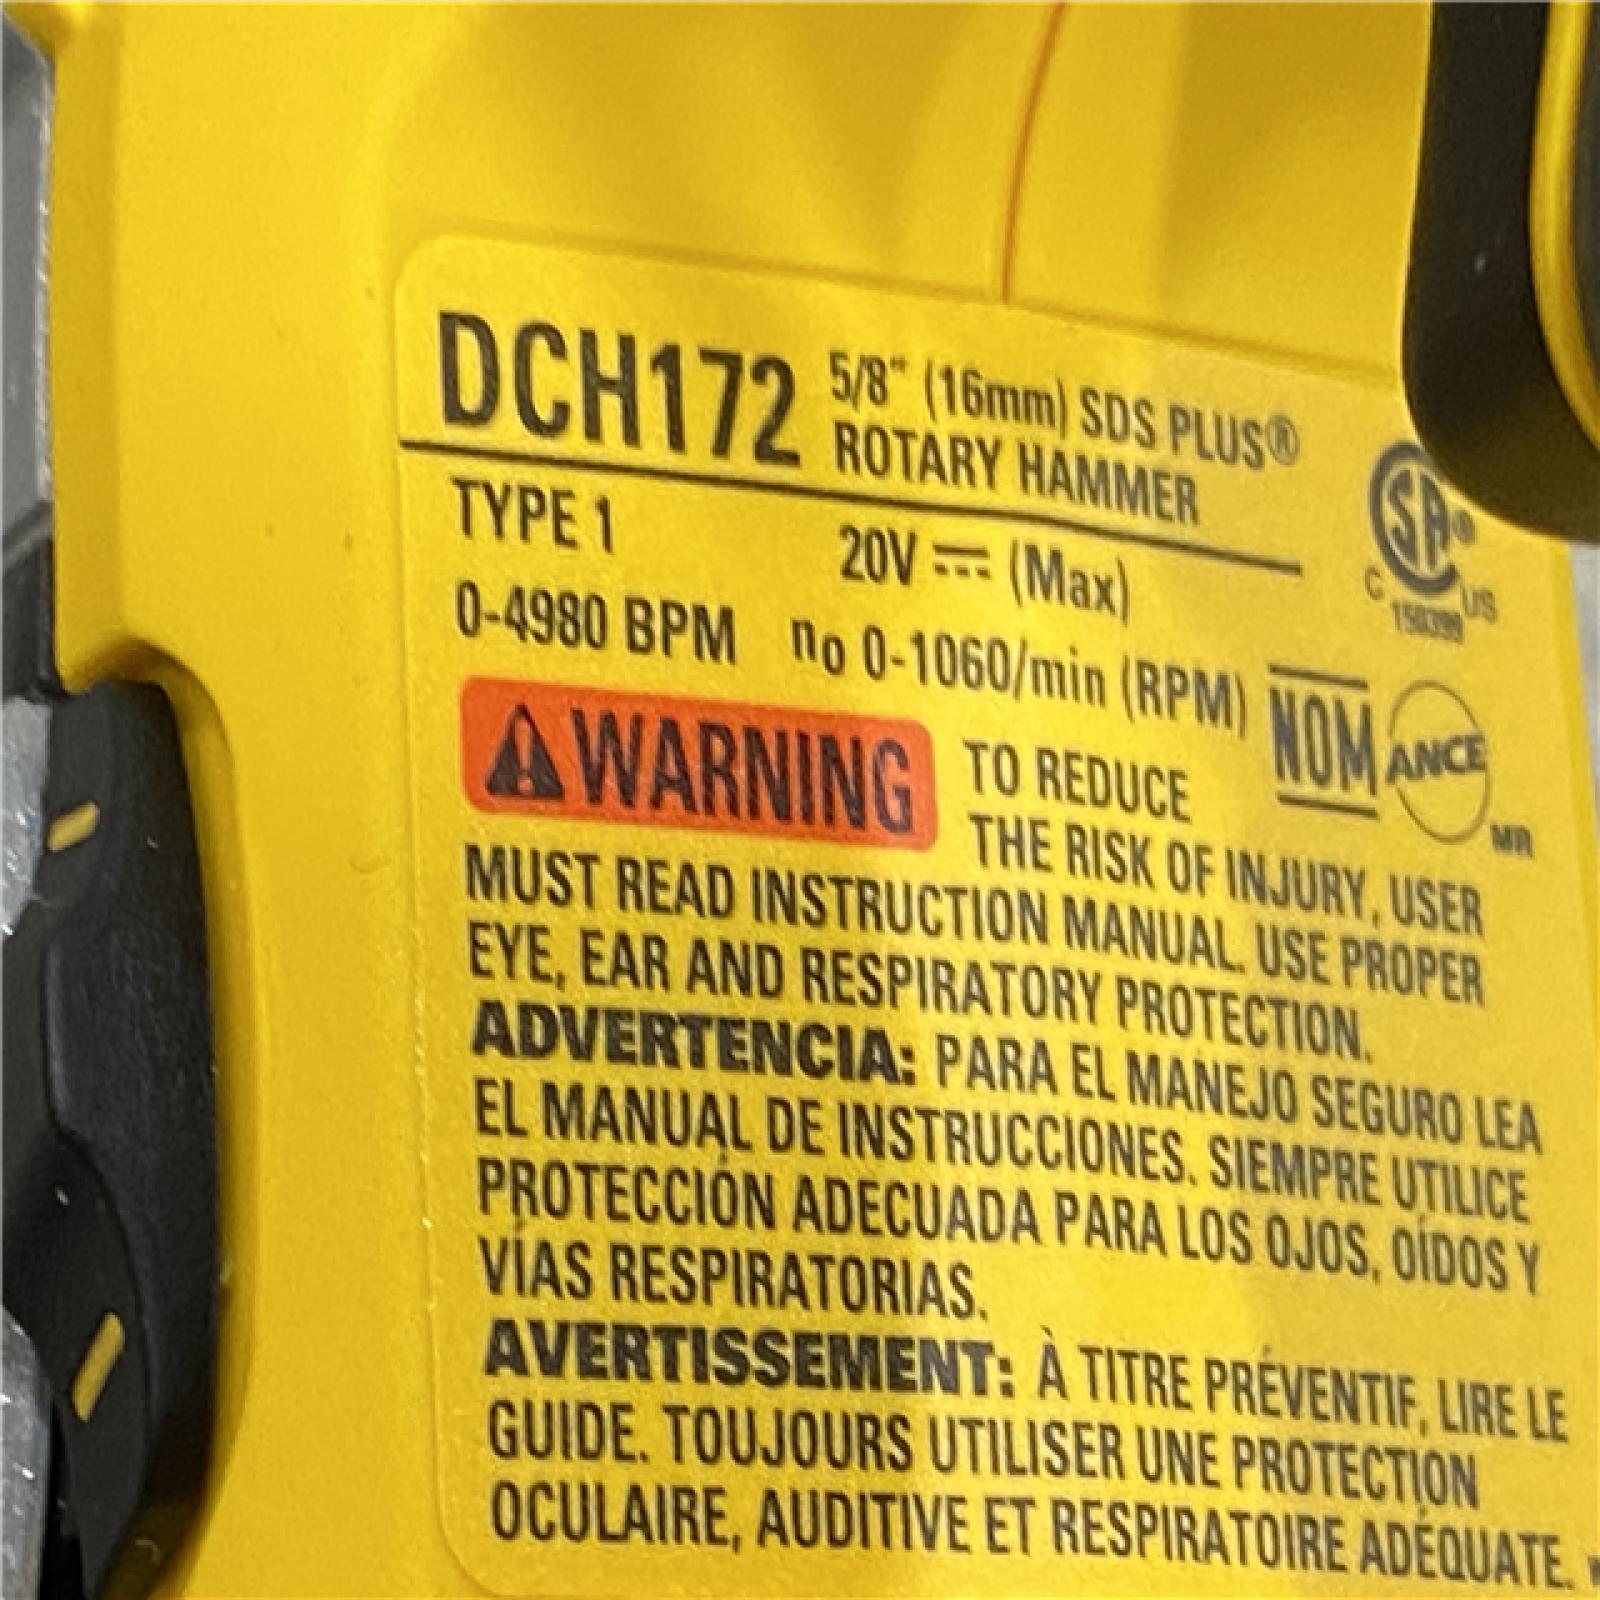 DCH172 5/8" (16mm) SDS PLUS®
ROTARY HAMMER
TYPE 1 20V ⎓ (Max)
0-4980 BPM no 0-1060/min (RPM)
C SA® US
NOM ANCE MR
WARNING TO REDUCE
THE RISK OF INJURY, USER
MUST READ INSTRUCTION MANUAL. USE PROPER
EYE, EAR AND RESPIRATORY PROTECTION.
ADVERTENCIA: PARA EL MANEJO SEGURO LEA
EL MANUAL DE INSTRUCCIONES. SIEMPRE UTILICE
PROTECCIÓN ADECUADA PARA LOS OJOS, OÍDOS Y
VÍAS RESPIRATORIAS.
AVERTISSEMENT: À TITRE PRÉVENTIF, LIRE LE
GUIDE. TOUJOURS UTILISER UNE PROTECTION
OCULAIRE, AUDITIVE ET RESPIRATOIRE ADÉQUATE.